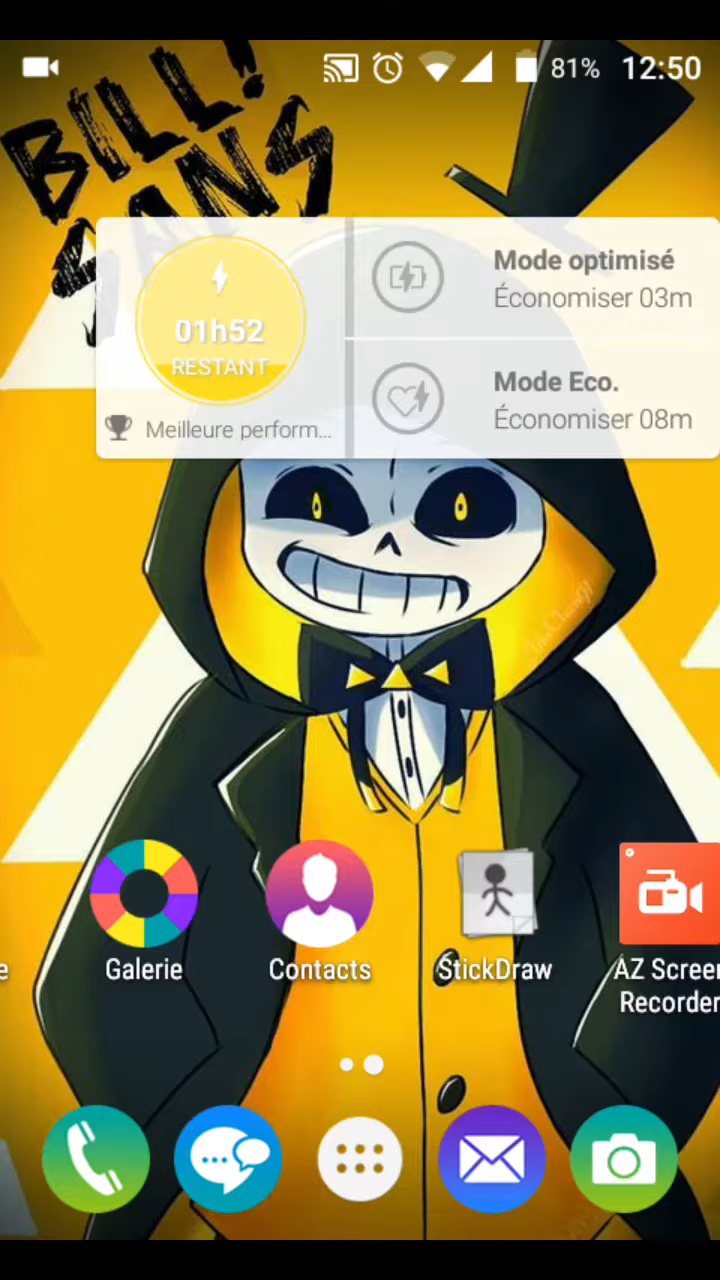 81% 12:50
BILL!
SANS
01h52
RESTANT
Meilleure perform...
Mode optimisé
Économiser 03m
Mode Eco.
Économiser 08m
e
Galerie
Contacts
StickDraw
AZ Screen
Recorder